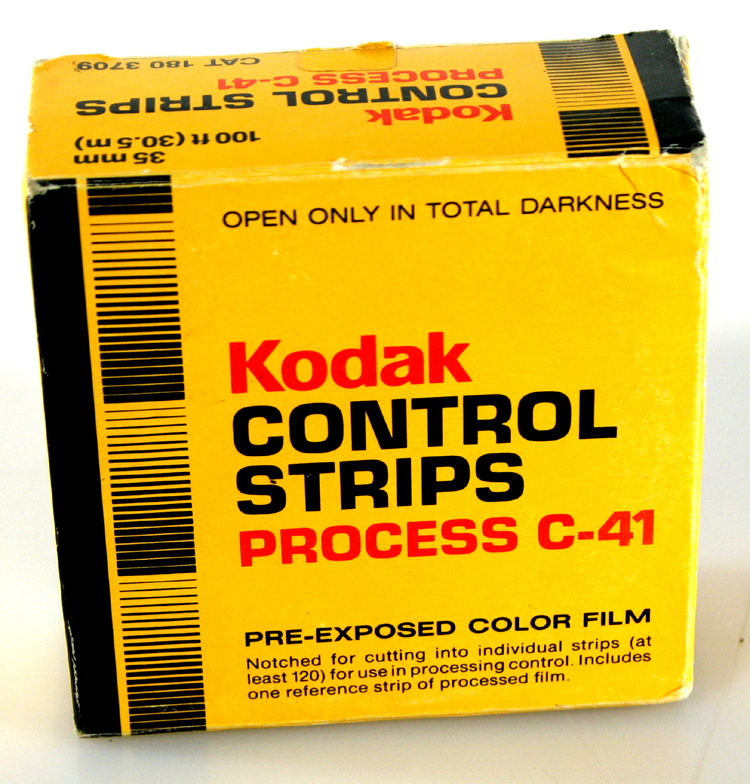 CAT 180 3709
PROCESS C-41
CONTROL STRIPS
Kodak
100 ft (30.5 m)
35 mm
OPEN ONLY IN TOTAL DARKNESS
Kodak
CONTROL
STRIPS
PROCESS C-41
PRE-EXPOSED COLOR FILM
Notched for cutting into individual strips (at
least 120) for use in processing control. Includes
one reference strip of processed film.